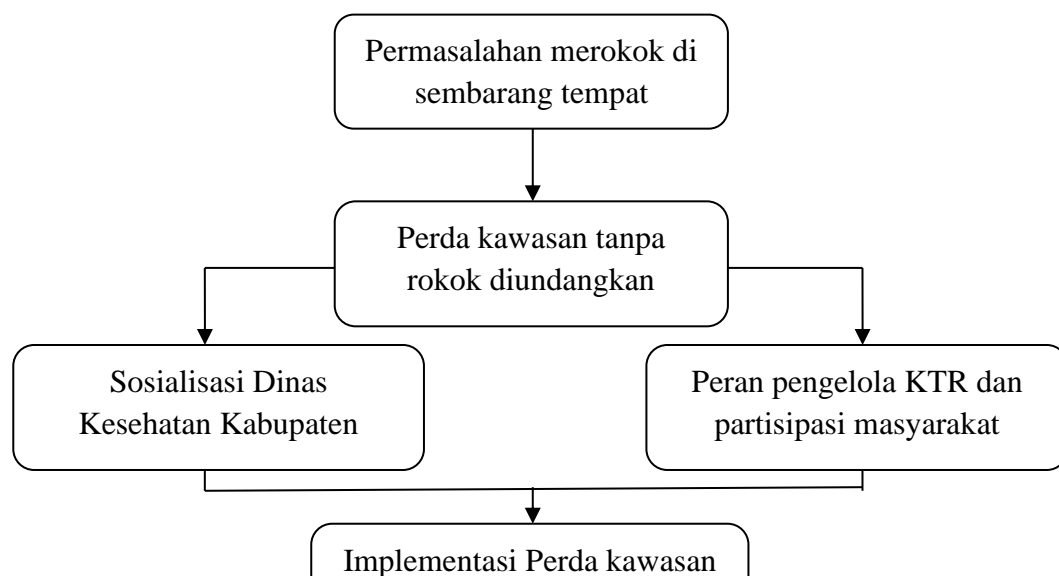 Permasalahan merokok di
sembarang tempat
Perda kawasan tanpa
rokok diundangkan
Sosialisasi Dinas
Kesehatan Kabupaten
Peran pengelola KTR dan
partisipasi masyarakat
Implementasi Perda kawasan